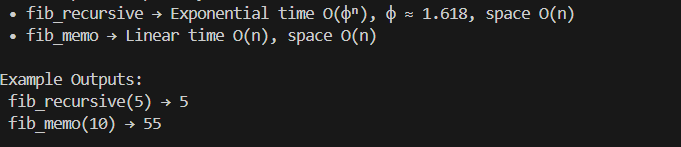 • fib_recursive → Exponential time O(ϕⁿ), ϕ ≈ 1.618, space O(n)
• fib_memo → Linear time O(n), space O(n)
Example Outputs:
fib_recursive(5) → 5
fib_memo(10) → 55